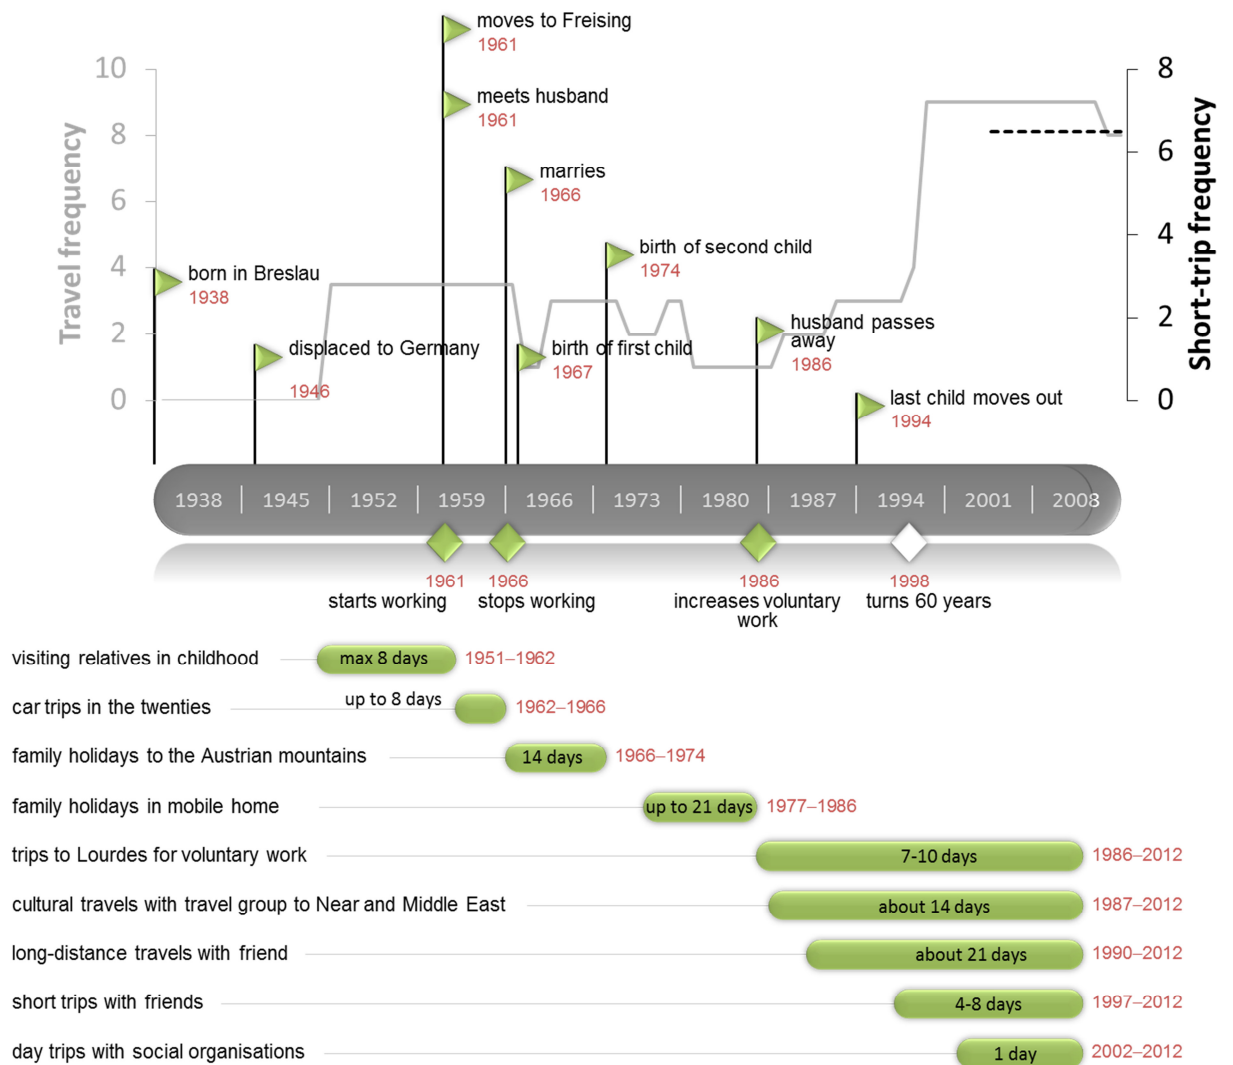 moves to Freising
1961
meets husband
1961
marries
1966
birth of second child
1974
born in Breslau
1938
displaced to Germany
1946
birth of first child
1967
husband passes
away
1986
last child moves out
1994
Travel frequency
10
8
6
4
2
0
Short-trip frequency
8
6
4
2
0
1938 1945 1952 1959 1966 1973 1980 1987 1994 2001 2008
1961 1966 1986 1998
starts working stops working increases voluntary turns 60 years
work
visiting relatives in childhood max 8 days 1951–1962
car trips in the twenties up to 8 days 1962–1966
family holidays to the Austrian mountains 14 days 1966–1974
family holidays in mobile home up to 21 days 1977–1986
trips to Lourdes for voluntary work 7-10 days 1986–2012
cultural travels with travel group to Near and Middle East about 14 days 1987–2012
long-distance travels with friend about 21 days 1990–2012
short trips with friends 4-8 days 1997–2012
day trips with social organisations 1 day 2002–2012